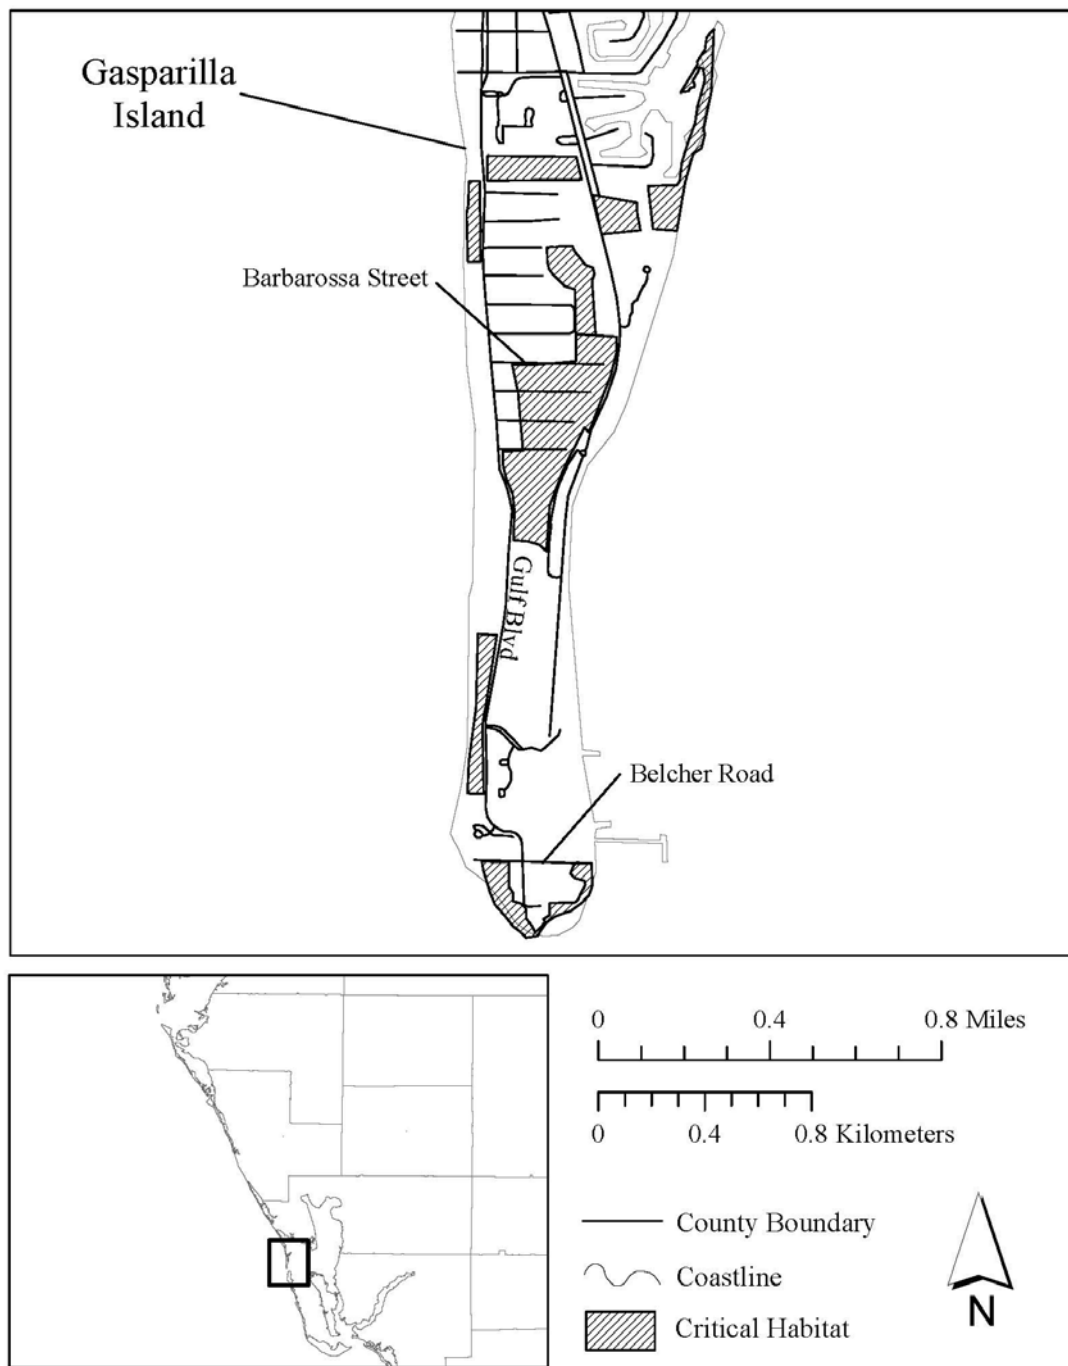 Gasparilla
Island
Barbarossa Street
Gulf Blvd
Belcher Road
0 0.4 0.8 Miles
0 0.4 0.8 Kilometers
County Boundary
Coastline
Critical Habitat
N